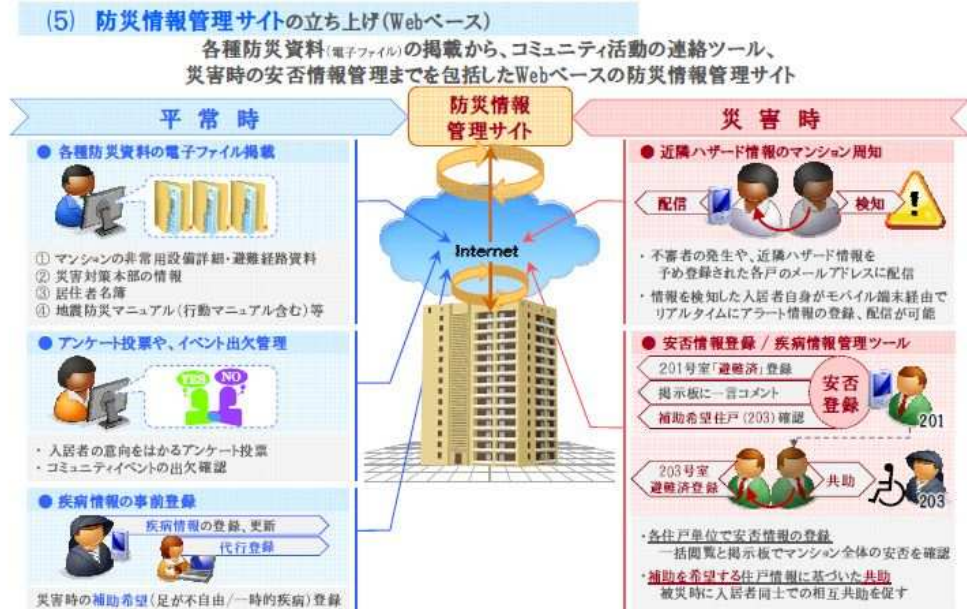 (5) 防災情報管理サイトの立ち上げ(Webベース)
各種防災資料(電子ファイル)の掲載から、コミュニティ活動の連絡ツール、
災害時の安否情報管理までを包括したWebベースの防災情報管理サイト
平常時
防災情報
管理サイト
災害時
● 各種防災資料の電子ファイル掲載
① マンションの非常用設備詳細・避難経路資料
② 災害対策本部の情報
③ 居住者名簿
④ 地震防災マニュアル(行動マニュアル含む)等
● アンケート投票や、イベント出欠管理
YES
NO
・ 入居者の意向をはかるアンケート投票
・ コミュニティイベントの出欠確認
● 疾病情報の事前登録
疾病情報の登録、更新
代行登録
災害時の補助希望(足が不自由/一時的疾病)登録
Internet
● 近隣ハザード情報のマンション周知
配信
検知
・ 不審者の発生や、近隣ハザード情報を
予め登録された各戸のメールアドレスに配信
・ 情報を検知した入居者自身がモバイル端末経由で
リアルタイムにアラート情報の登録、配信が可能
● 安否情報登録 / 疾病情報管理ツール
201号室「避難済」登録
掲示板に一言コメント
補助希望住戸(203)確認
安否
登録
201
203号室
避難済登録
共助
203
・各住戸単位で安否情報の登録
一括閲覧と掲示板でマンション全体の安否を確認
・補助を希望する住戸情報に基づいた共助
被災時に入居者同士での相互共助を促す